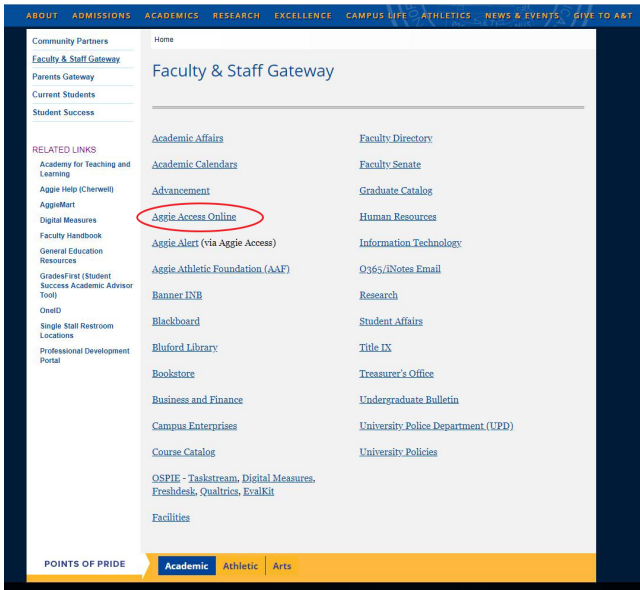 ABOUT ADMISSIONS ACADEMICS RESEARCH EXCELLENCE CAMPUS LIFE ATHLETICS NEWS & EVENTS GIVE TO A&T
Community Partners
Faculty & Staff Gateway
Parents Gateway
Current Students
Student Success
RELATED LINKS
Academy for Teaching and
Learning
Aggie Help (Cherwell)
AggieMart
Digital Measures
Faculty Handbook
General Education
Resources
GradesFirst (Student
Success Academic Advisor
Tool)
OneID
Single Stall Restroom
Locations
Professional Development
Portal
Home
Faculty & Staff Gateway
Academic Affairs
Academic Calendars
Advancement
Aggie Access Online
Aggie Alert (via Aggie Access)
Aggie Athletic Foundation (AAF)
Banner INB
Blackboard
Bluford Library
Bookstore
Business and Finance
Campus Enterprises
Course Catalog
OSPIE - Taskstream, Digital Measures,
Freshdesk, Qualtrics, EvalKit
Facilities
Faculty Directory
Faculty Senate
Graduate Catalog
Human Resources
Information Technology
O365/iNotes Email
Research
Student Affairs
Title IX
Treasurer's Office
Undergraduate Bulletin
University Police Department (UPD)
University Policies
POINTS OF PRIDE
Academic Athletic Arts